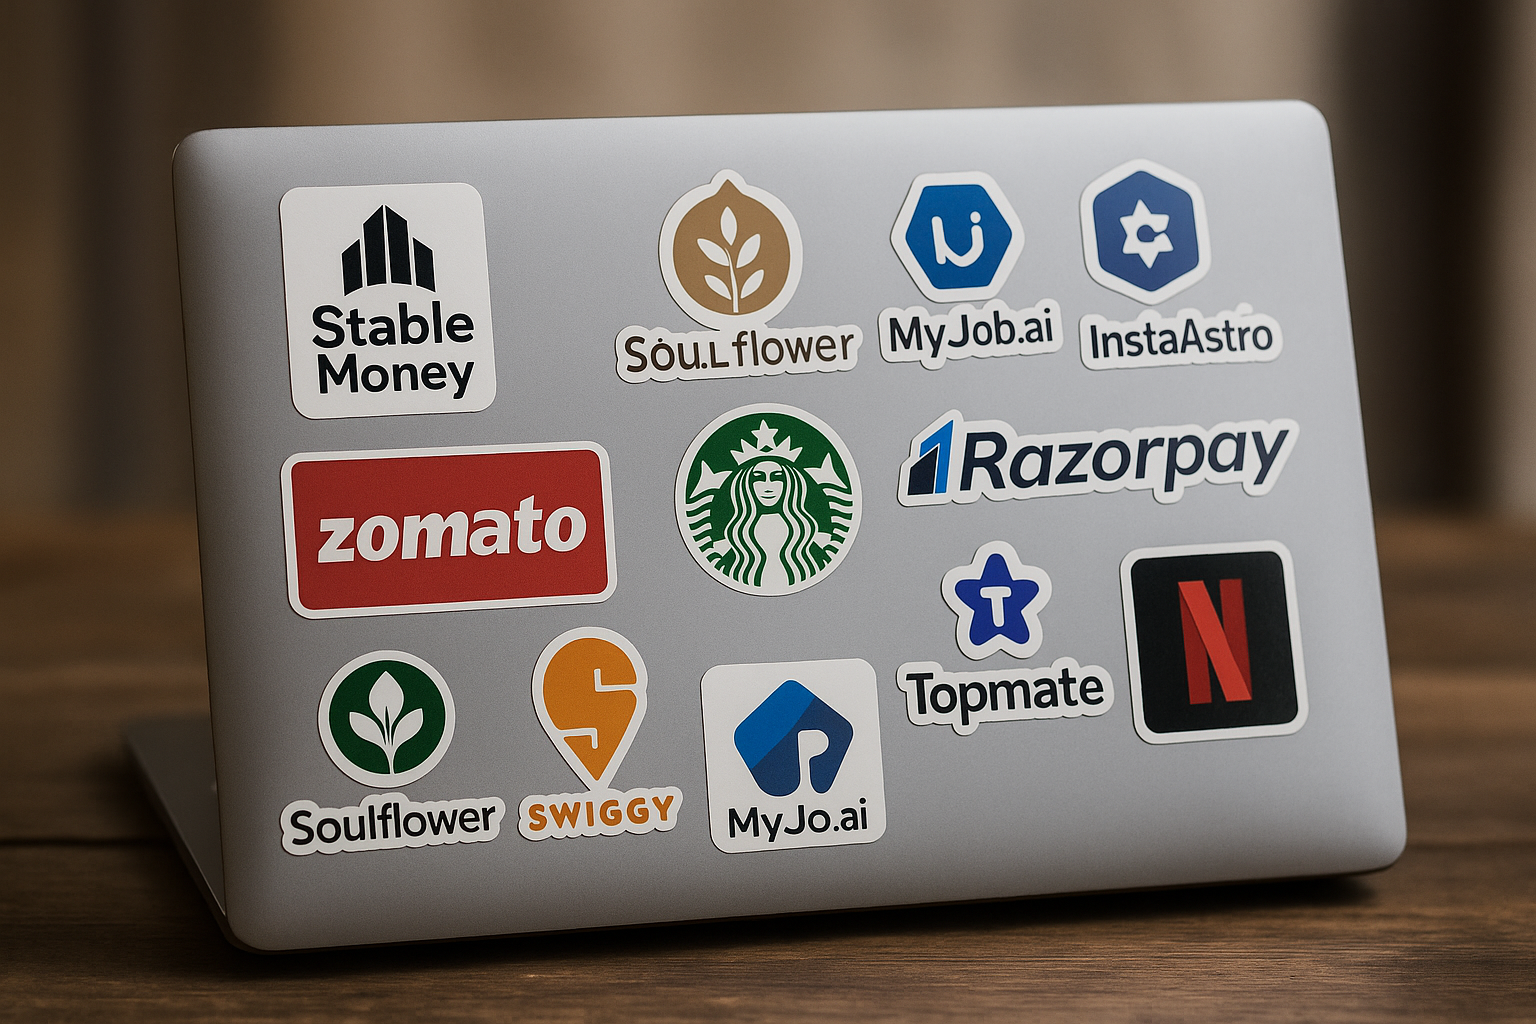 Stable
Money
Sou.L flower
MyJob.ai
InstaAstro
zomato
Razorpay
T
Topmate
N
Soulflower
SWIGGY
MyJo.ai